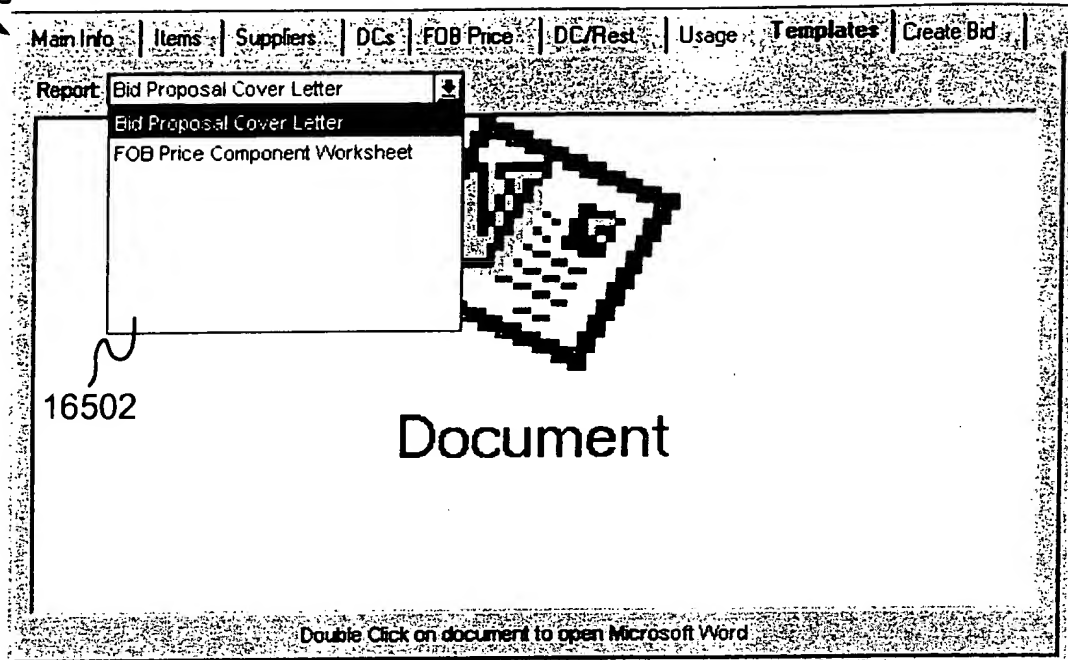 Main Info Items Suppliers DCs FOB Price DC/Rest Usage Templates Create Bid
Report: Bid Proposal Cover Letter
Bid Proposal Cover Letter
FOB Price Component Worksheet
16502
Document
Double Click on document to open Microsoft Word